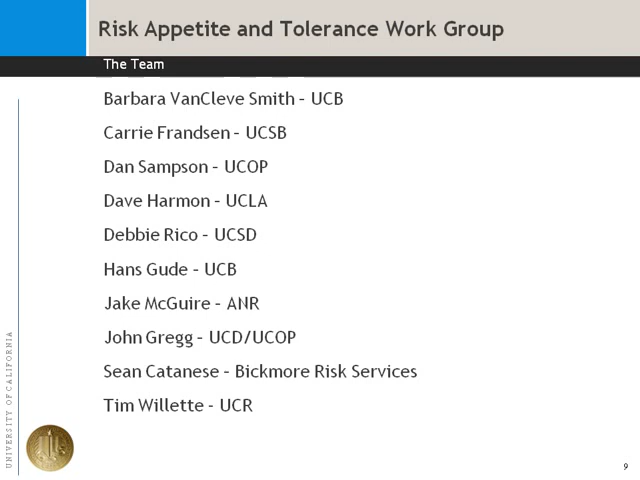 Risk Appetite and Tolerance Work Group
The Team
Barbara VanCleve Smith – UCB
Carrie Frandsen – UCSB
Dan Sampson – UCOP
Dave Harmon – UCLA
Debbie Rico – UCSD
Hans Gude – UCB
Jake McGuire – ANR
John Gregg – UCD/UCOP
Sean Catanese – Bickmore Risk Services
Tim Willette - UCR
UNIVERSITY OF CALIFORNIA
9